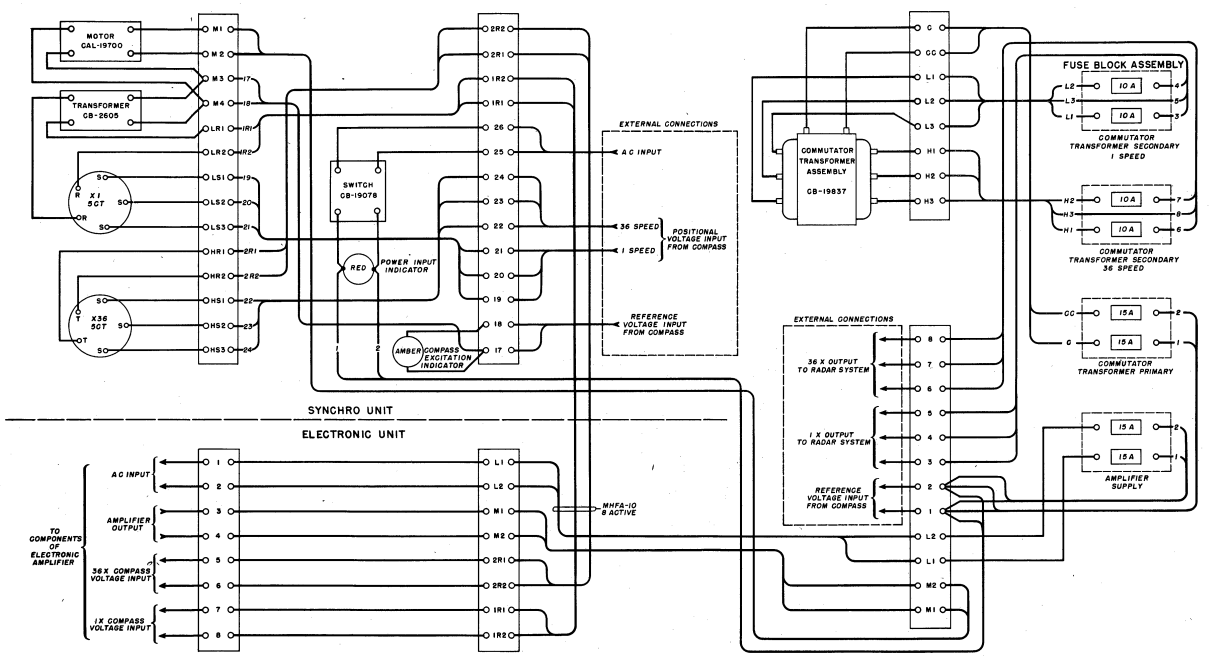 MOTOR
CAL-19700
TRANSFORMER
CB-2605
X1
5CT
S
S
S
R
R
X36
5CT
S
S
S
T
T
M1
M2
M3 17
M4 18
LR1 1R1
LR2 1R2
LS1 19
LS2 20
LS3 21
HR1 2R1
HR2 2R2
HS1 22
HS2 23
HS3 24
SWITCH
CB-19078
RED
POWER INPUT
INDICATOR
1
2
AMBER
COMPASS
EXCITATION
INDICATOR
2R2
2R1
1R2
1R1
26
25
24
23
22
21
20
19
18
17
EXTERNAL CONNECTIONS
AC INPUT
36 SPEED
1 SPEED
POSITIONAL
VOLTAGE INPUT
FROM COMPASS
REFERENCE
VOLTAGE INPUT
FROM COMPASS
COMMUTATOR
TRANSFORMER
ASSEMBLY
CB-19837
C
CC
L1
L2
L3
H1
H2
H3
FUSE BLOCK ASSEMBLY
L2 10A 4
L3 5
L1 10A 3
COMMUTATOR
TRANSFORMER SECONDARY
1 SPEED
H2 10A 7
H3 8
H1 10A 6
COMMUTATOR
TRANSFORMER SECONDARY
36 SPEED
CC 15A 2
C 15A 1
COMMUTATOR
TRANSFORMER PRIMARY
15A 2
15A 1
AMPLIFIER
SUPPLY
EXTERNAL CONNECTIONS
36 X OUTPUT
TO RADAR SYSTEM
1 X OUTPUT
TO RADAR SYSTEM
REFERENCE
VOLTAGE INPUT
FROM COMPASS
8
7
6
5
4
3
2
1
L2
L1
M2
M1
SYNCHRO UNIT
ELECTRONIC UNIT
TO
COMPONENTS
OF
ELECTRONIC
AMPLIFIER
AC INPUT
AMPLIFIER
OUTPUT
36X COMPASS
VOLTAGE INPUT
1X COMPASS
VOLTAGE INPUT
1
2
3
4
5
6
7
8
L1
L2
M1
M2
2R1
2R2
1R1
1R2
MHFA-10
8 ACTIVE